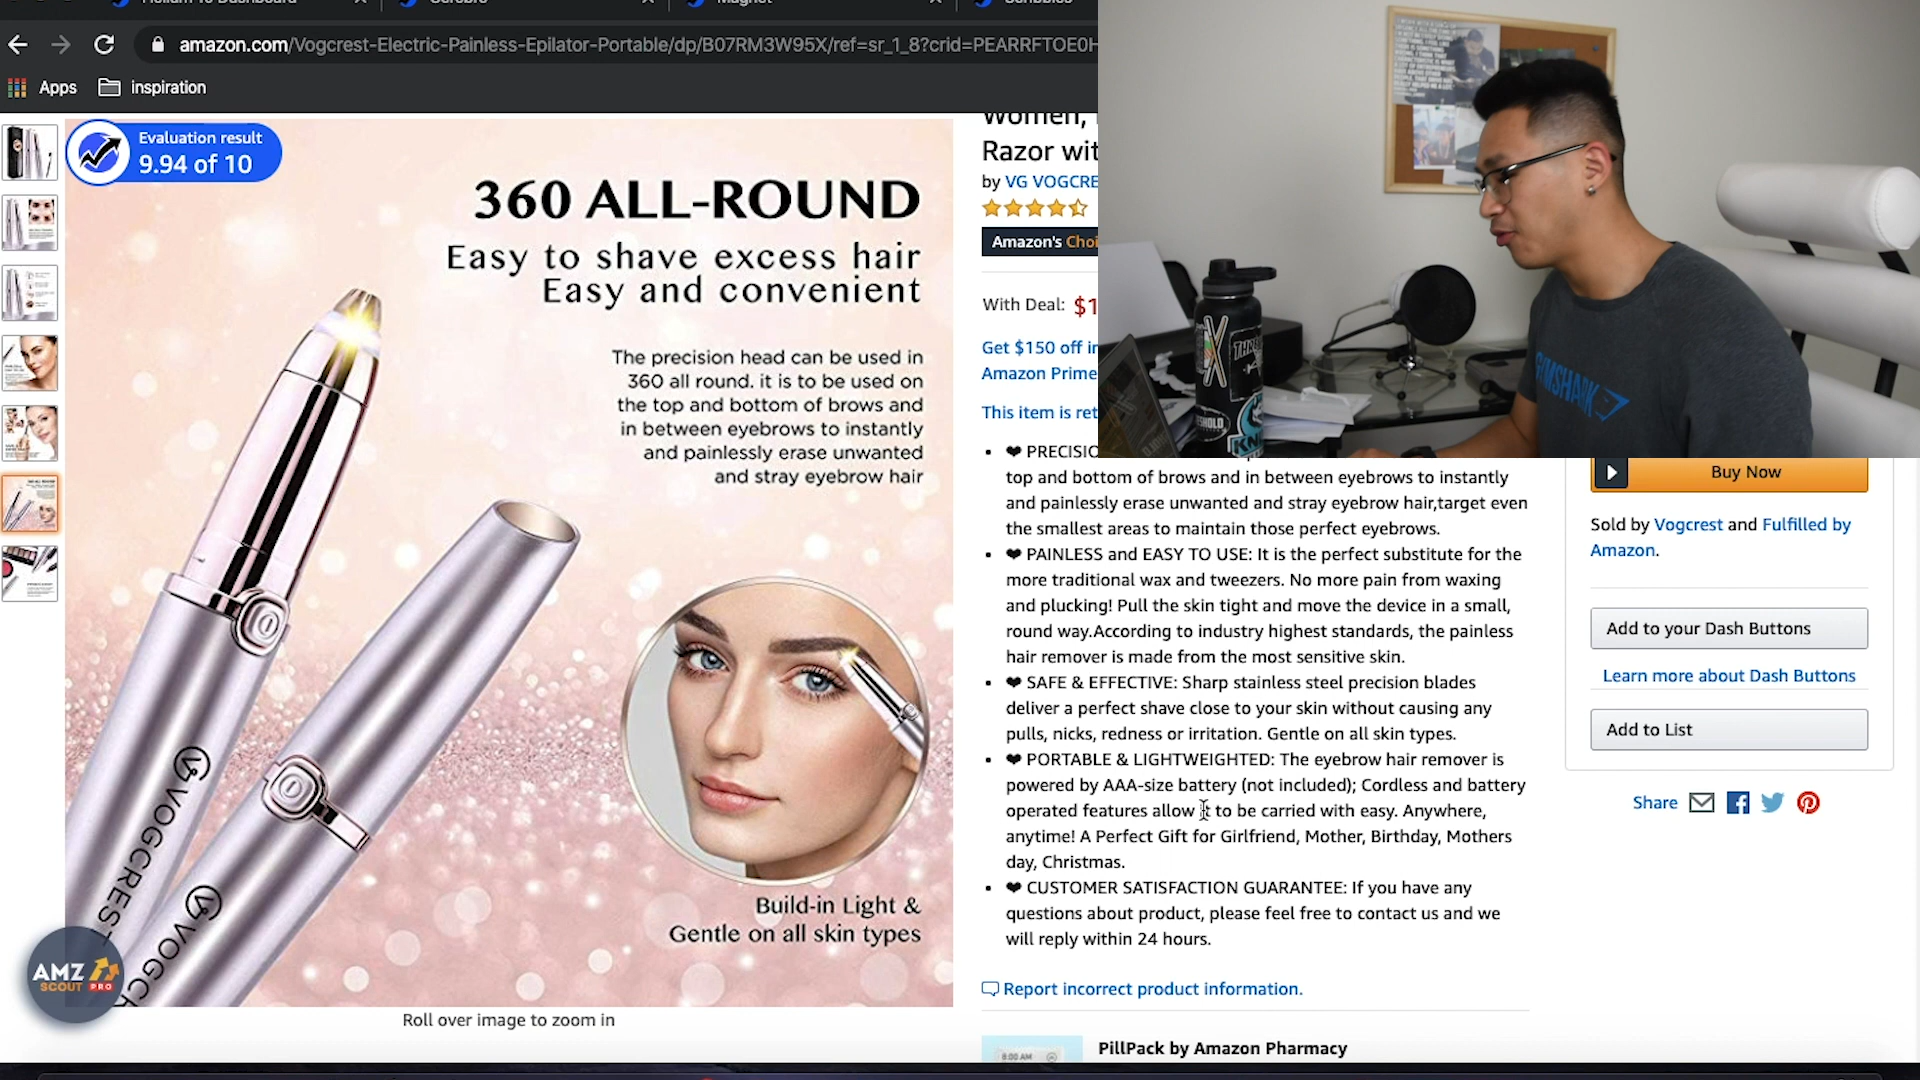 amazon.com/Vogcrest-Electric-Painless-Epilator-Portable/dp/B07RM3W95X/ref=sr_1_8?crid=PEARRFTOE0H
Apps
inspiration
Evaluation result
9.94 of 10
360 ALL-ROUND
Easy to shave excess hair
Easy and convenient
The precision head can be used in
360 all round. it is to be used on
the top and bottom of brows and
in between eyebrows to instantly
and painlessly erase unwanted
and stray eyebrow hair
VOGCREST
VOGCR
Build-in Light &
Gentle on all skin types
AMZ
SCOUT PRO
Roll over image to zoom in
Women,
Razor wit
by VG VOGCRE
Amazon's Choi
With Deal: $1
Get $150 off in
Amazon Prime
This item is ret
❤ PRECISIO
top and bottom of brows and in between eyebrows to instantly
and painlessly erase unwanted and stray eyebrow hair,target even
the smallest areas to maintain those perfect eyebrows.
❤ PAINLESS and EASY TO USE: It is the perfect substitute for the
more traditional wax and tweezers. No more pain from waxing
and plucking! Pull the skin tight and move the device in a small,
round way.According to industry highest standards, the painless
hair remover is made from the most sensitive skin.
❤ SAFE & EFFECTIVE: Sharp stainless steel precision blades
deliver a perfect shave close to your skin without causing any
pulls, nicks, redness or irritation. Gentle on all skin types.
❤ PORTABLE & LIGHTWEIGHTED: The eyebrow hair remover is
powered by AAA-size battery (not included); Cordless and battery
operated features allow it to be carried with easy. Anywhere,
anytime! A Perfect Gift for Girlfriend, Mother, Birthday, Mothers
day, Christmas.
❤ CUSTOMER SATISFACTION GUARANTEE: If you have any
questions about product, please feel free to contact us and we
will reply within 24 hours.
Report incorrect product information.
8:00 AM
PillPack by Amazon Pharmacy
GYMSHARK
Buy Now
Sold by Vogcrest and Fulfilled by
Amazon.
Add to your Dash Buttons
Learn more about Dash Buttons
Add to List
Share